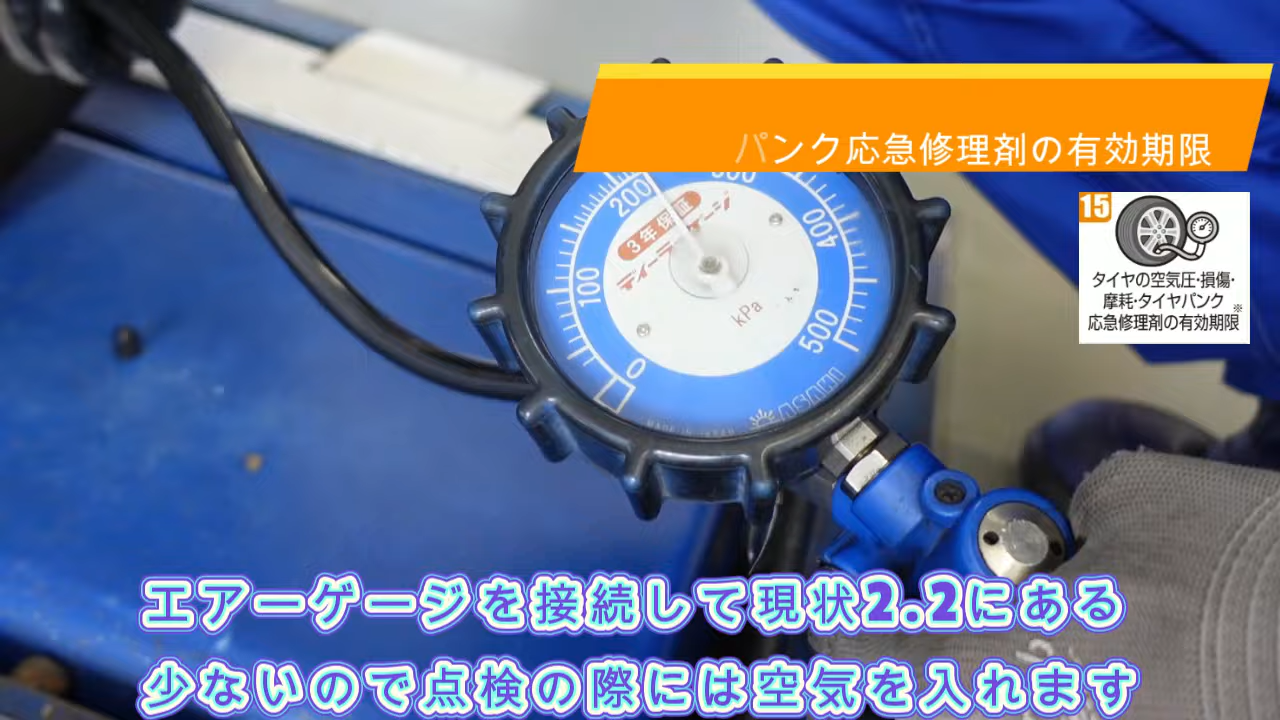 パンク応急修理剤の有効期限
15
タイヤの空気圧・損傷・
摩耗・タイヤパンク
応急修理剤の有効期限※
200
400
100
500
0
3年保証
kPa
ASAHI
エアーゲージを接続して現状2.2にある
少ないので点検の際には空気を入れます